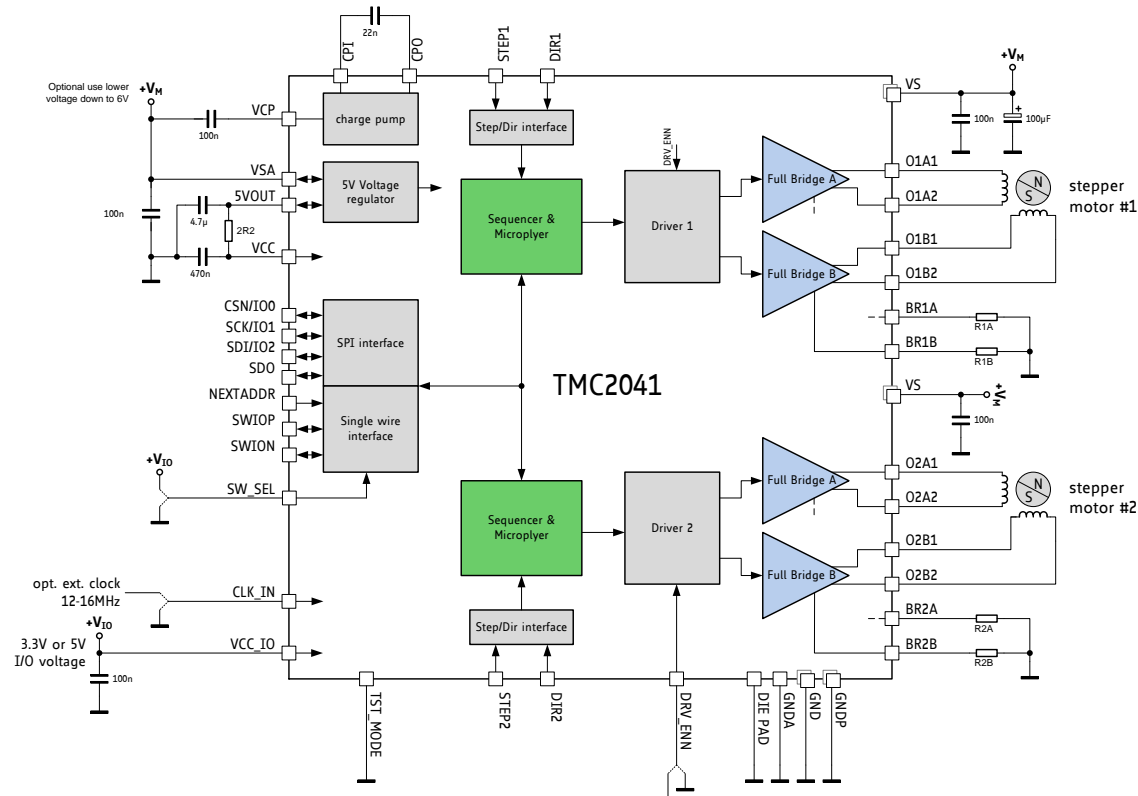 22n
CPI
CPO
STEP1
DIR1
+VM
Optional use lower
voltage down to 6V
+VM
VCP
100n
charge pump
Step/Dir interface
VS
100n
+
100µF
DRV_ENN
VSA
5VOUT
5V Voltage
regulator
100n
4.7µ
2R2
VCC
470n
Sequencer &
Microplyer
Driver 1
Full Bridge A
Full Bridge B
O1A1
O1A2
O1B1
O1B2
N
S
stepper
motor #1
BR1A
R1A
BR1B
R1B
CSN/IO0
SCK/IO1
SDI/IO2
SDO
NEXTADDR
SWIOP
SWION
SPI interface
Single wire
interface
TMC2041
VS
+VM
100n
+VIO
SW_SEL
Sequencer &
Microplyer
Driver 2
Full Bridge A
Full Bridge B
O2A1
O2A2
O2B1
O2B2
N
S
stepper
motor #2
BR2A
R2A
BR2B
R2B
opt. ext. clock
12-16MHz
CLK_IN
+VIO
3.3V or 5V
I/O voltage
VCC_IO
100n
Step/Dir interface
TST_MODE
STEP2
DIR2
DRV_ENN
DIE PAD
GNDA
GND
GNDP